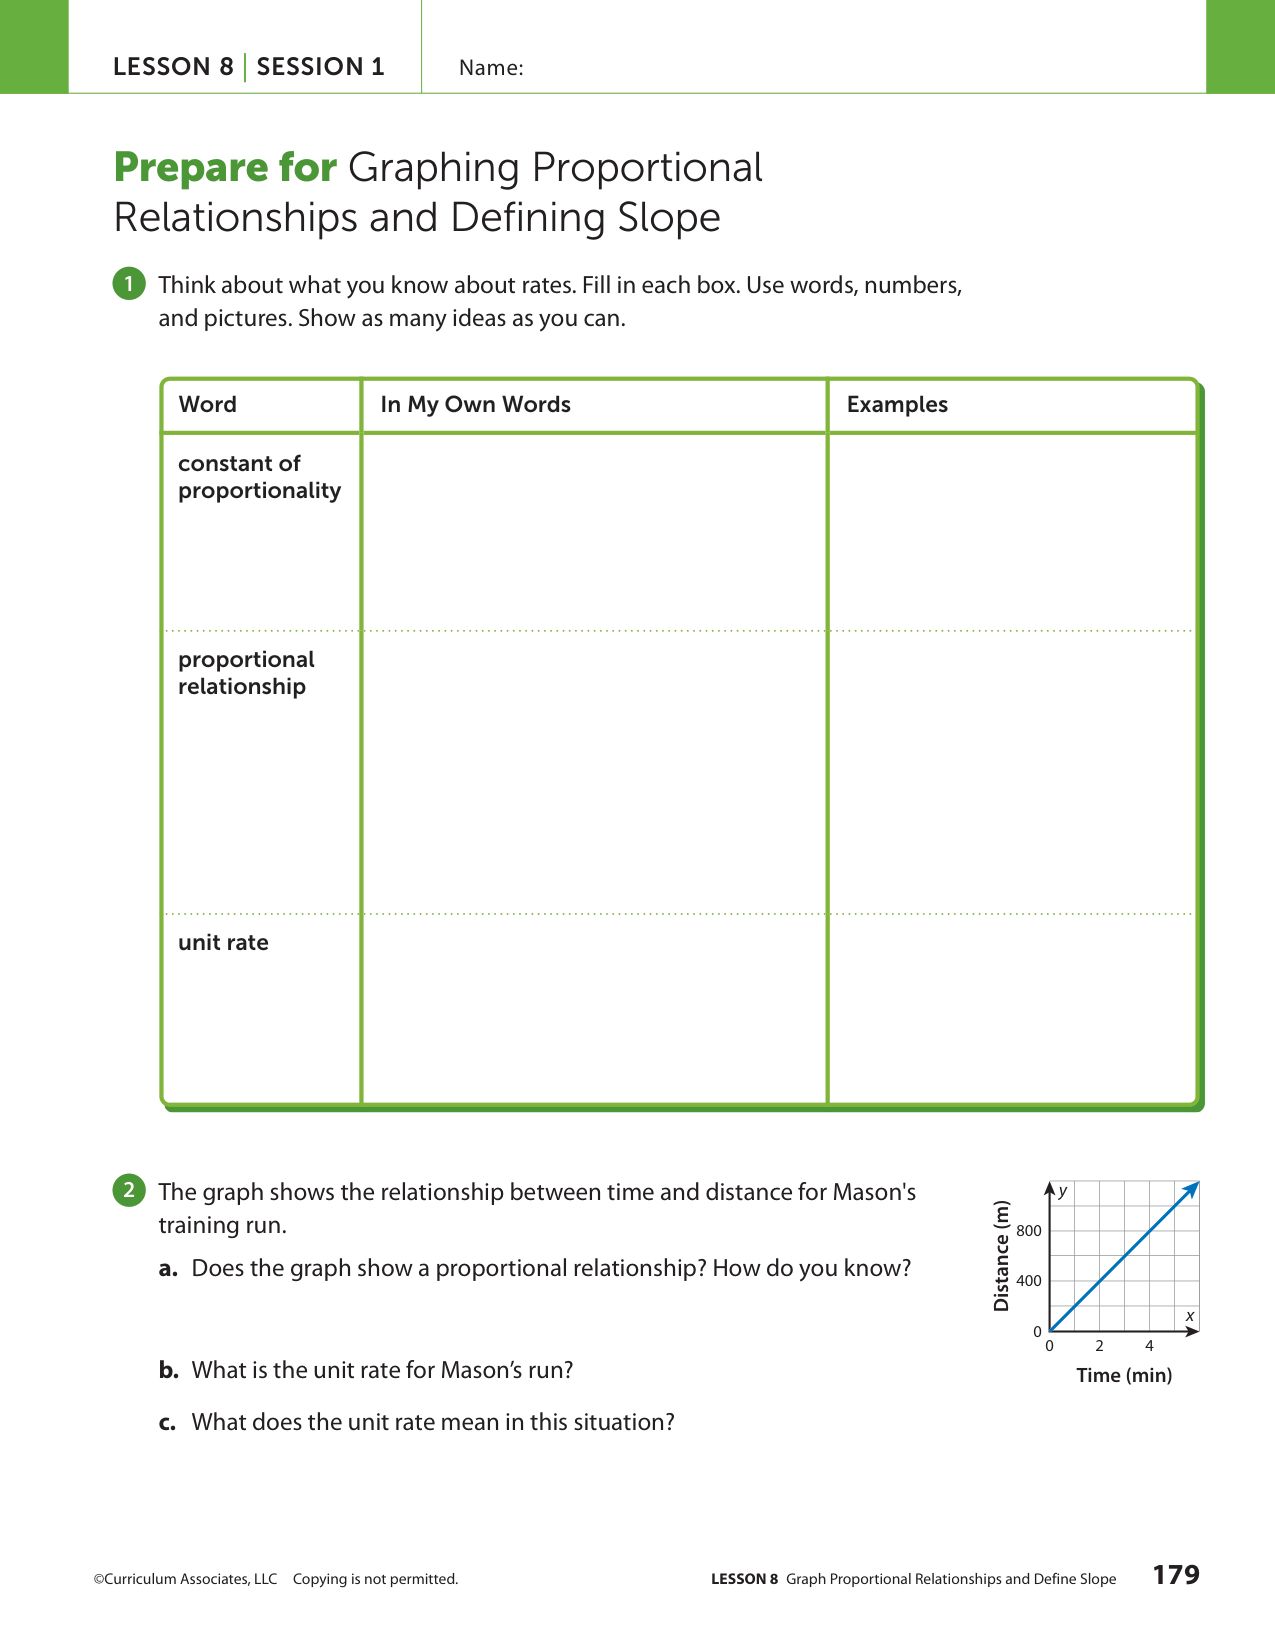 LESSON 8 | SESSION 1 Name:
Prepare for Graphing Proportional
Relationships and Defining Slope
1 Think about what you know about rates. Fill in each box. Use words, numbers,
and pictures. Show as many ideas as you can.
Word In My Own Words Examples
constant of
proportionality
proportional
relationship
unit rate
2 The graph shows the relationship between time and distance for Mason's
training run.
a. Does the graph show a proportional relationship? How do you know?
b. What is the unit rate for Mason’s run?
c. What does the unit rate mean in this situation?
Distance (m)
y
800
400
0
x
0 2 4
Time (min)
©Curriculum Associates, LLC Copying is not permitted.
LESSON 8 Graph Proportional Relationships and Define Slope 179